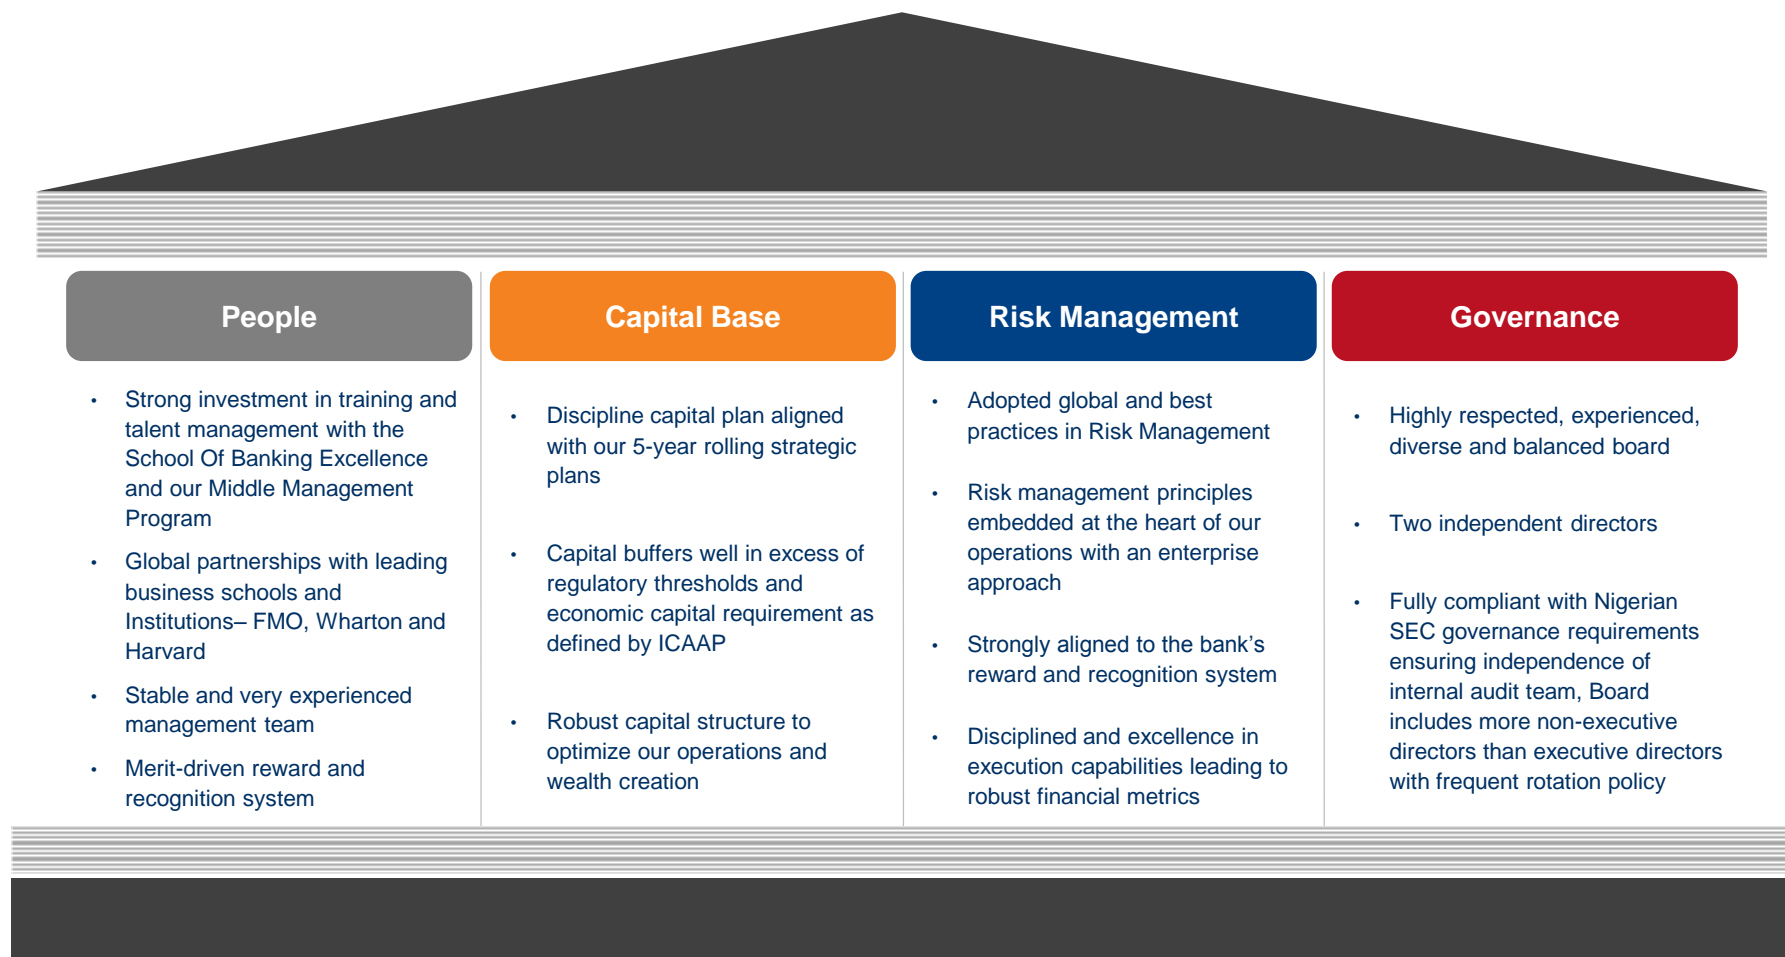 People
• Strong investment in training and
talent management with the
School Of Banking Excellence
and our Middle Management
Program
• Global partnerships with leading
business schools and
Institutions– FMO, Wharton and
Harvard
• Stable and very experienced
management team
• Merit-driven reward and
recognition system
Capital Base
• Discipline capital plan aligned
with our 5-year rolling strategic
plans
• Capital buffers well in excess of
regulatory thresholds and
economic capital requirement as
defined by ICAAP
• Robust capital structure to
optimize our operations and
wealth creation
Risk Management
• Adopted global and best
practices in Risk Management
• Risk management principles
embedded at the heart of our
operations with an enterprise
approach
• Strongly aligned to the bank’s
reward and recognition system
• Disciplined and excellence in
execution capabilities leading to
robust financial metrics
Governance
• Highly respected, experienced,
diverse and balanced board
• Two independent directors
• Fully compliant with Nigerian
SEC governance requirements
ensuring independence of
internal audit team, Board
includes more non-executive
directors than executive directors
with frequent rotation policy